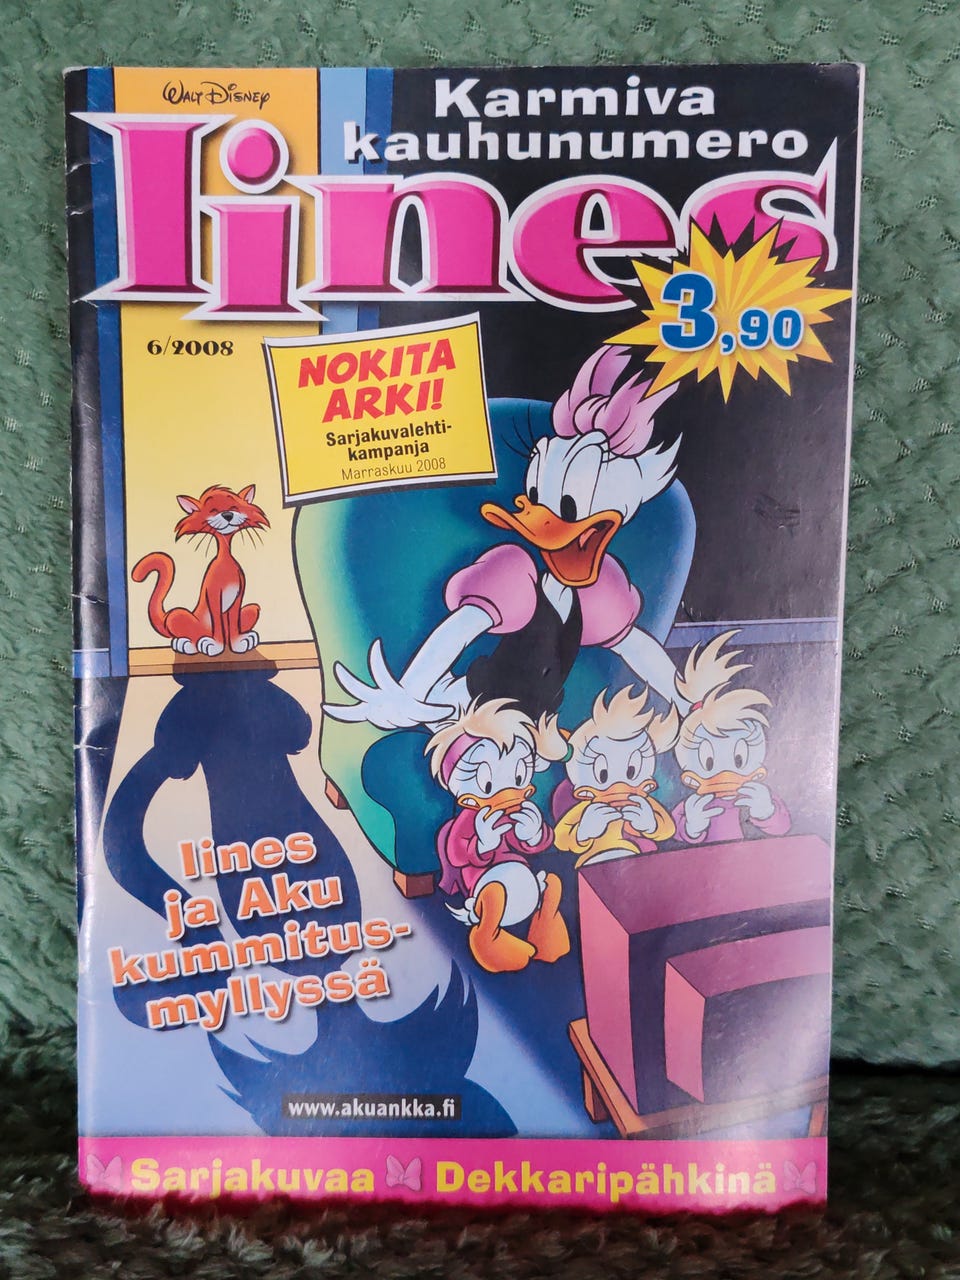 WALT DISNEY
Karmiva
kauhunumero
Iines
3,90
6/2008
NOKITA
ARKI!
Sarjakuvalehti-
kampanja
Marraskuu 2008
Iines
ja Aku
kummitus-
myllyssä
www.akuankka.fi
Sarjakuvaa Dekkaripähkinä